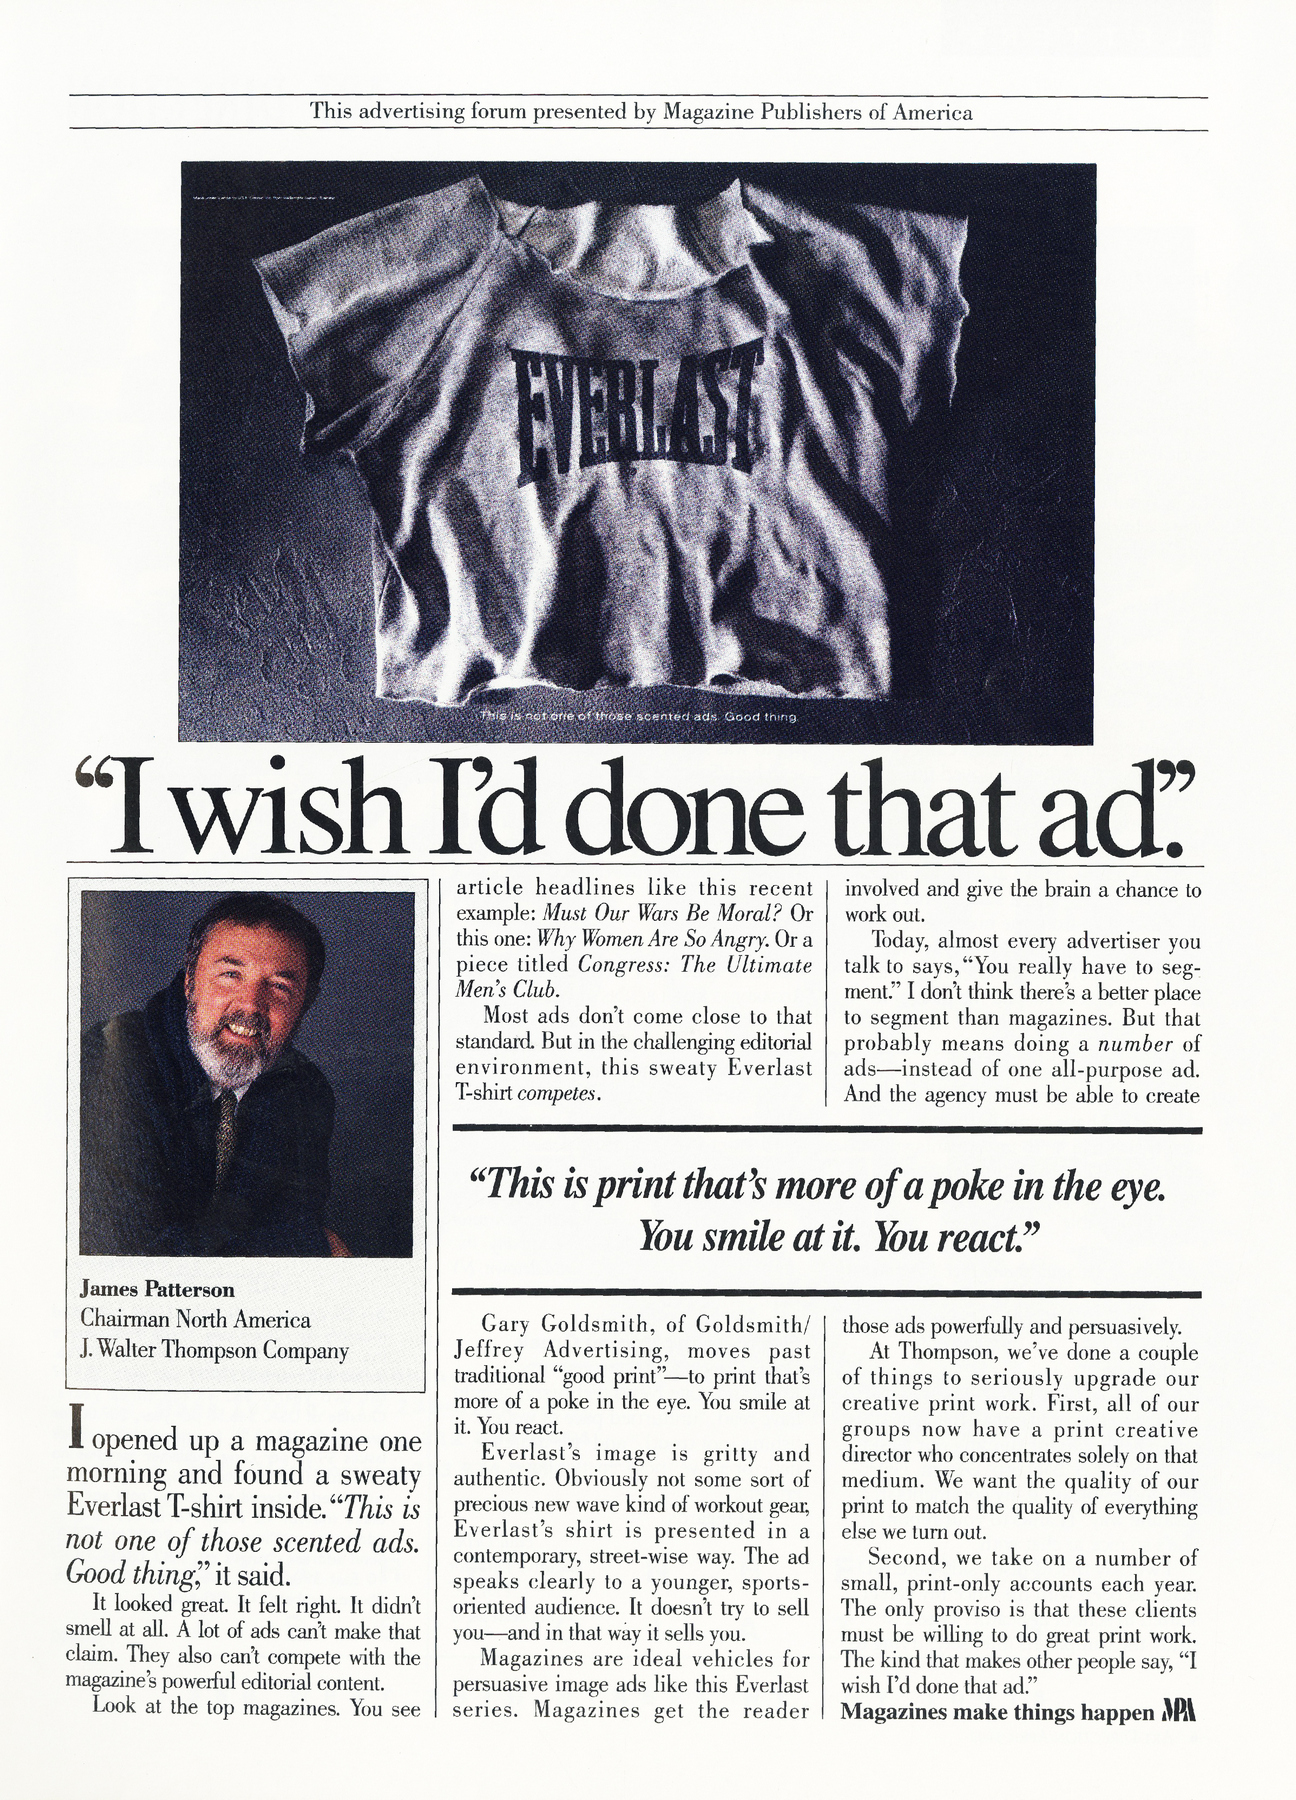 This advertising forum presented by Magazine Publishers of America
EVERLAST
This is not one of those scented ads. Good thing.
“I wish I’d done that ad.”
James Patterson
Chairman North America
J. Walter Thompson Company
I opened up a magazine one
morning and found a sweaty
Everlast T-shirt inside. “This is
not one of those scented ads.
Good thing,” it said.
It looked great. It felt right. It didn’t
smell at all. A lot of ads can’t make that
claim. They also can’t compete with the
magazine’s powerful editorial content.
Look at the top magazines. You see
article headlines like this recent
example: Must Our Wars Be Moral? Or
this one: Why Women Are So Angry. Or a
piece titled Congress: The Ultimate
Men’s Club.
Most ads don’t come close to that
standard. But in the challenging editorial
environment, this sweaty Everlast
T-shirt competes.
“This is print that’s more of a poke in the eye.
You smile at it. You react.”
Gary Goldsmith, of Goldsmith/
Jeffrey Advertising, moves past
traditional “good print”—to print that’s
more of a poke in the eye. You smile at
it. You react.
Everlast’s image is gritty and
authentic. Obviously not some sort of
precious new wave kind of workout gear,
Everlast’s shirt is presented in a
contemporary, street-wise way. The ad
speaks clearly to a younger, sports-
oriented audience. It doesn’t try to sell
you—and in that way it sells you.
Magazines are ideal vehicles for
persuasive image ads like this Everlast
series. Magazines get the reader
involved and give the brain a chance to
work out.
Today, almost every advertiser you
talk to says, “You really have to seg-
ment.” I don’t think there’s a better place
to segment than magazines. But that
probably means doing a number of
ads—instead of one all-purpose ad.
And the agency must be able to create
those ads powerfully and persuasively.
At Thompson, we’ve done a couple
of things to seriously upgrade our
creative print work. First, all of our
groups now have a print creative
director who concentrates solely on that
medium. We want the quality of our
print to match the quality of everything
else we turn out.
Second, we take on a number of
small, print-only accounts each year.
The only proviso is that these clients
must be willing to do great print work.
The kind that makes other people say, “I
wish I’d done that ad.”
Magazines make things happen MPA